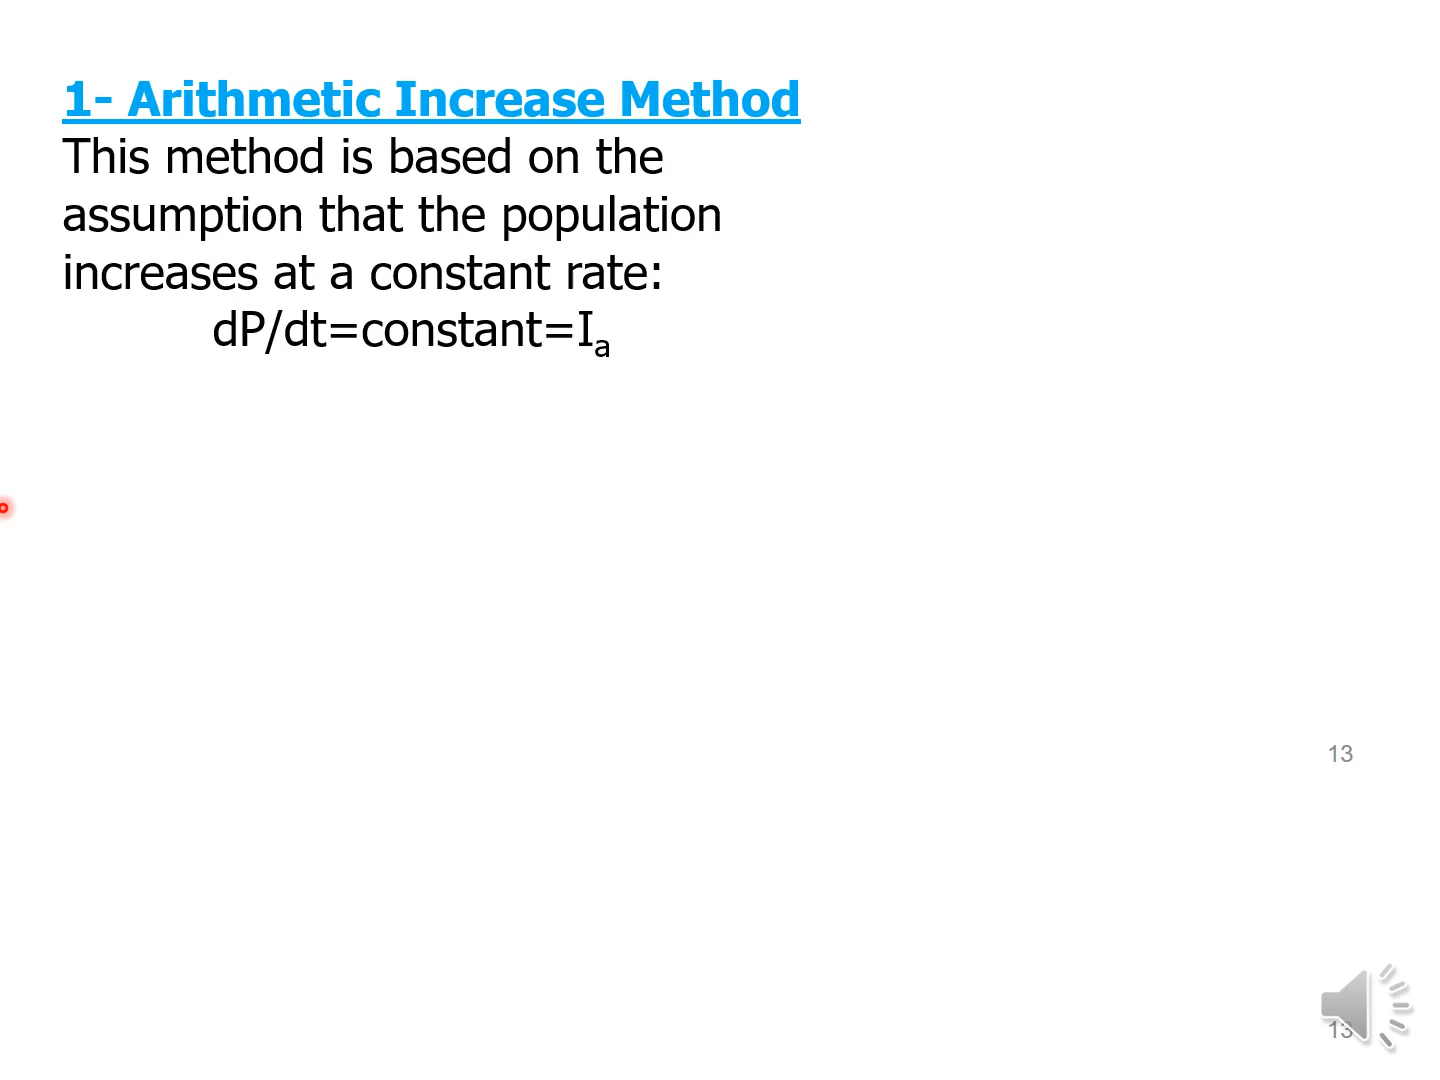 1- Arithmetic Increase Method
This method is based on the
assumption that the population
increases at a constant rate:
dP/dt=constant=Iₐ
13
13